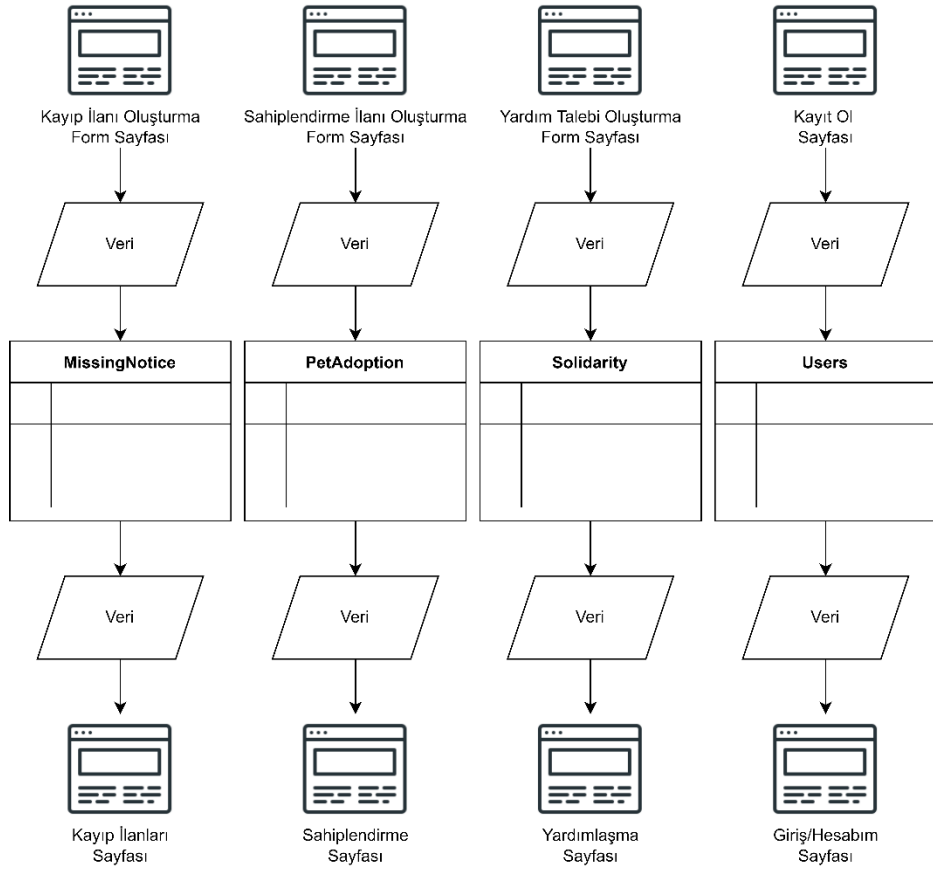 Kayıp İlanı Oluşturma
Form Sayfası
Sahiplendirme İlanı Oluşturma
Form Sayfası
Yardım Talebi Oluşturma
Form Sayfası
Kayıt Ol
Sayfası
Veri
Veri
Veri
Veri
MissingNotice
PetAdoption
Solidarity
Users
Veri
Veri
Veri
Veri
Kayıp İlanları
Sayfası
Sahiplendirme
Sayfası
Yardımlaşma
Sayfası
Giriş/Hesabım
Sayfası